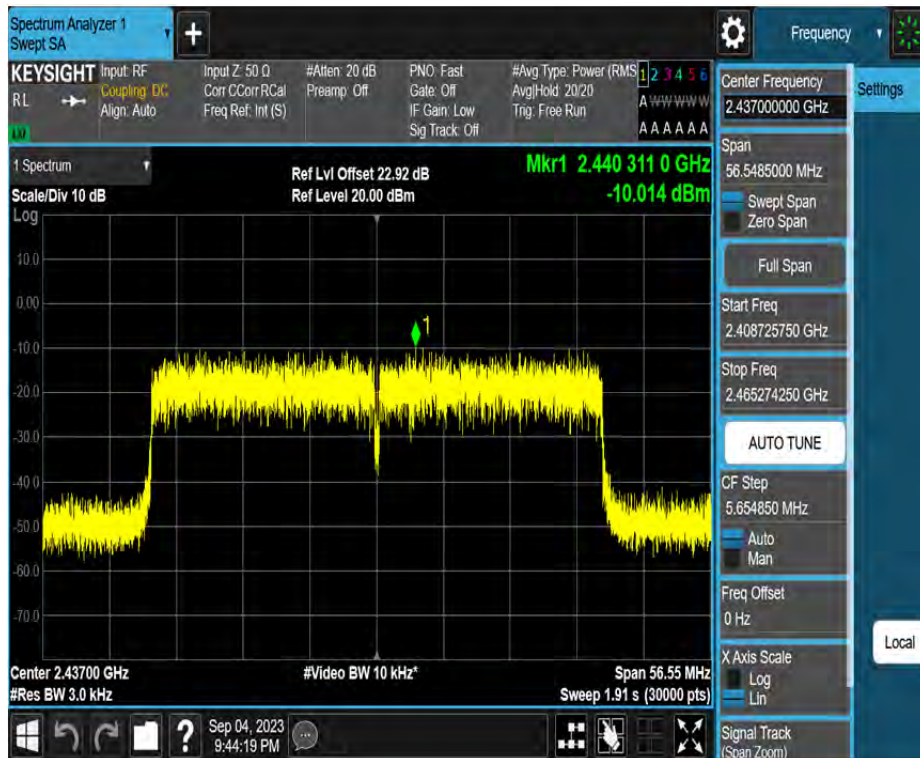 Spectrum Analyzer 1
Swept SA
+
Frequency
KEYSIGHT
RL
Input: RF
Coupling: DC
Align: Auto
Input Z: 50 Ω
Corr CCorr RCal
Freq Ref: Int (S)
#Atten: 20 dB
Preamp: Off
PNO: Fast
Gate: Off
IF Gain: Low
Sig Track: Off
#Avg Type: Power (RMS
Avg|Hold: 20/20
Trig: Free Run
1 2 3 4 5 6
A W W W W W
A A A A A A
1 Spectrum
Scale/Div 10 dB
Ref Lvl Offset 22.92 dB
Ref Level 20.00 dBm
Mkr1 2.440 311 0 GHz
-10.014 dBm
Log
10.0
0.00
-10.0
-20.0
-30.0
-40.0
-50.0
-60.0
-70.0
1
Center 2.43700 GHz
#Res BW 3.0 kHz
#Video BW 10 kHz*
Span 56.55 MHz
Sweep 1.91 s (30000 pts)
Center Frequency
2.437000000 GHz
Span
56.5485000 MHz
Swept Span
Zero Span
Full Span
Start Freq
2.408725750 GHz
Stop Freq
2.465274250 GHz
AUTO TUNE
CF Step
5.654850 MHz
Auto
Man
Freq Offset
0 Hz
X Axis Scale
Log
Lin
Signal Track
(Span Zoom)
Settings
Local
?
Sep 04, 2023
9:44:19 PM